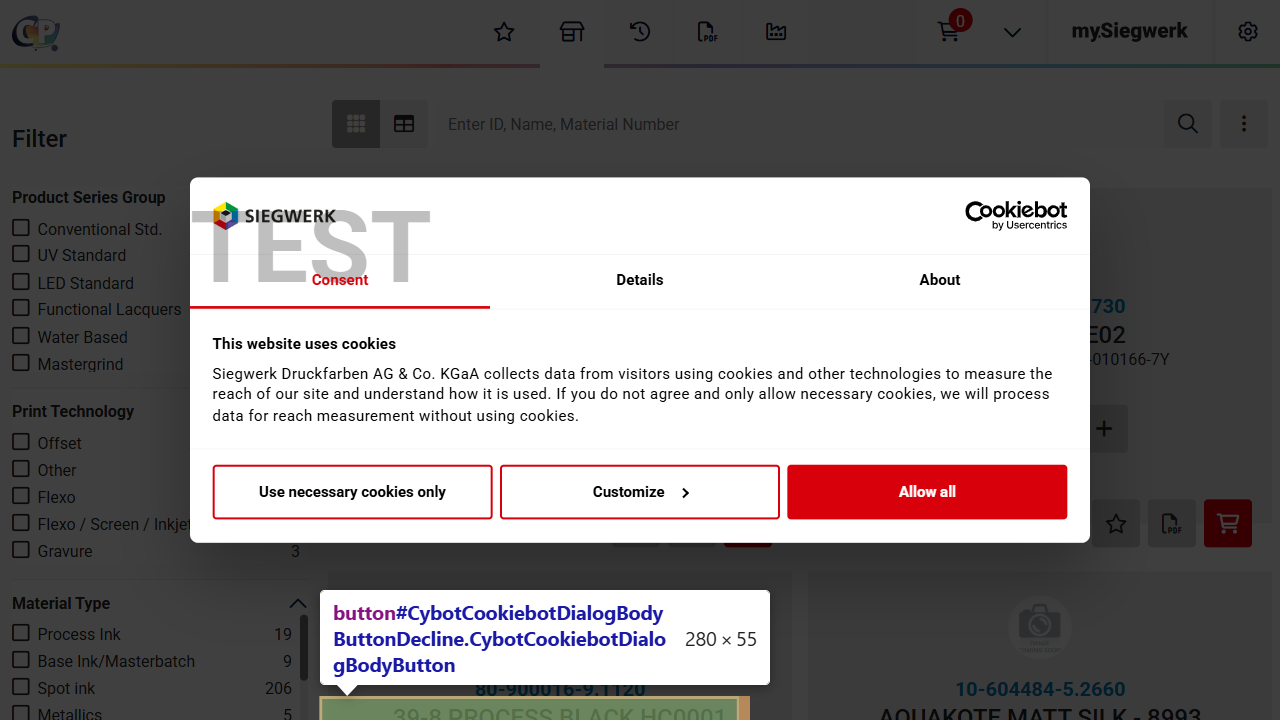 GP
0
mySiegwerk
Filter
Enter ID, Name, Material Number
Product Series Group
Conventional Std.
UV Standard
LED Standard
Functional Lacquers
Water Based
Mastergrind
Print Technology
Offset
Other
Flexo
Flexo / Screen / Inkjet
Gravure 3
Material Type
Process Ink 19
Base Ink/Masterbatch 9
Spot ink 206
Metallics 5
SIEGWERK
TEST
Cookiebot
by Usercentrics
Consent Details About
This website uses cookies
Siegwerk Druckfarben AG & Co. KGaA collects data from visitors using cookies and other technologies to measure the
reach of our site and understand how it is used. If you do not agree and only allow necessary cookies, we will process
data for reach measurement without using cookies.
Use necessary cookies only Customize Allow all
730
E02
-010166-7Y
PDF
PDF
button#CybotCookiebotDialogBody
ButtonDecline.CybotCookiebotDialo
gBodyButton
280 × 55
80-900016-9.1120
39-8 PROCESS BLACK HC0001
10-604484-5.2660
AQUAKOTE MATT SILK - 8993